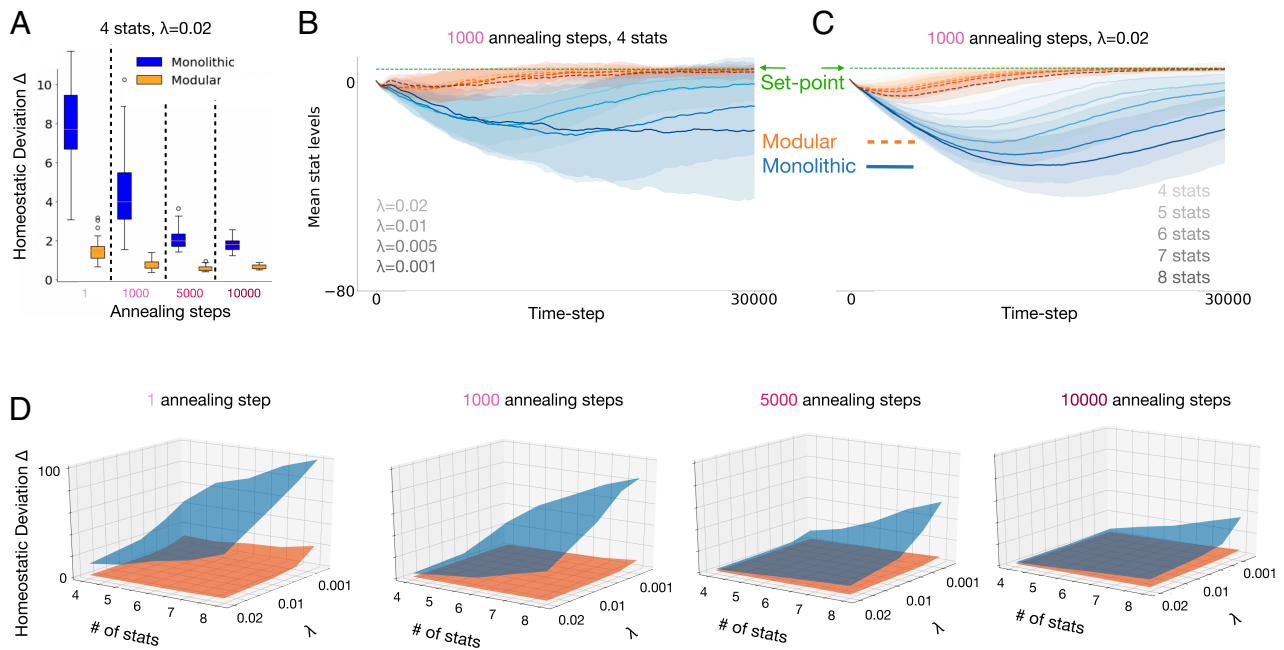 A
4 stats, λ=0.02
Monolithic
Modular
Homeostatic Deviation Δ
10
8
6
4
2
0
1
1000
5000
10000
Annealing steps
B
1000 annealing steps, 4 stats
Mean stat levels
0
−80
λ=0.02
λ=0.01
λ=0.005
λ=0.001
0
30000
Time-step
Set-point
Modular
Monolithic
C
1000 annealing steps, λ=0.02
4 stats
5 stats
6 stats
7 stats
8 stats
0
30000
Time-step
D
1 annealing step
1000 annealing steps
5000 annealing steps
10000 annealing steps
Homeostatic Deviation Δ
100
0
4
5
6
7
8
# of stats
0.02
0.01
0.001
λ
4
5
6
7
8
# of stats
0.02
0.01
0.001
λ
4
5
6
7
8
# of stats
0.02
0.01
0.001
λ
4
5
6
7
8
# of stats
0.02
0.01
0.001
λ